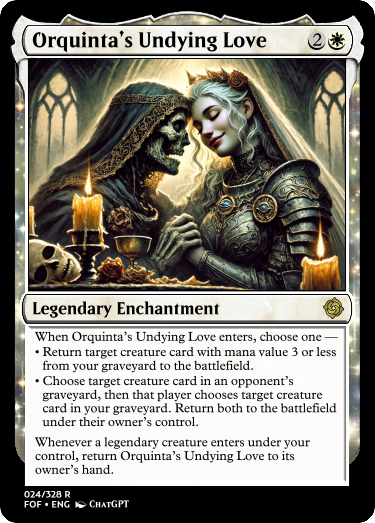 Orquinta's Undying Love 2
Legendary Enchantment
When Orquinta's Undying Love enters, choose one —
• Return target creature card with mana value 3 or less
from your graveyard to the battlefield.
• Choose target creature card in an opponent's
graveyard, then that player chooses target creature
card in your graveyard. Return both to the battlefield
under their owner's control.
Whenever a legendary creature enters under your
control, return Orquinta's Undying Love to its
owner's hand.
024/328 R
FOF • ENG ChatGPT